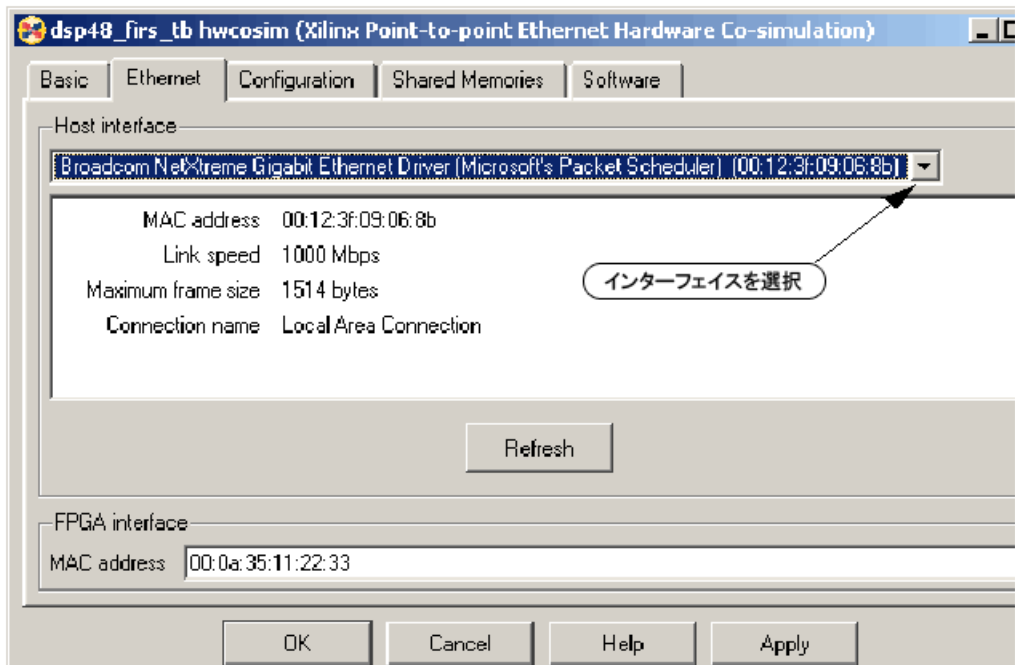 dsp48_firs_tb hwcosim (Xilinx Point-to-point Ethernet Hardware Co-simulation)
Basic Ethernet Configuration Shared Memories Software
Host interface
Broadcom NetXtreme Gigabit Ethernet Driver (Microsoft's Packet Scheduler) (00:12:3f:09:06:8b)
MAC address 00:12:3f:09:06:8b
Link speed 1000 Mbps
インターフェイスを選択
Maximum frame size 1514 bytes
Connection name Local Area Connection
Refresh
FPGA interface
MAC address 00:0a:35:11:22:33
OK Cancel Help Apply